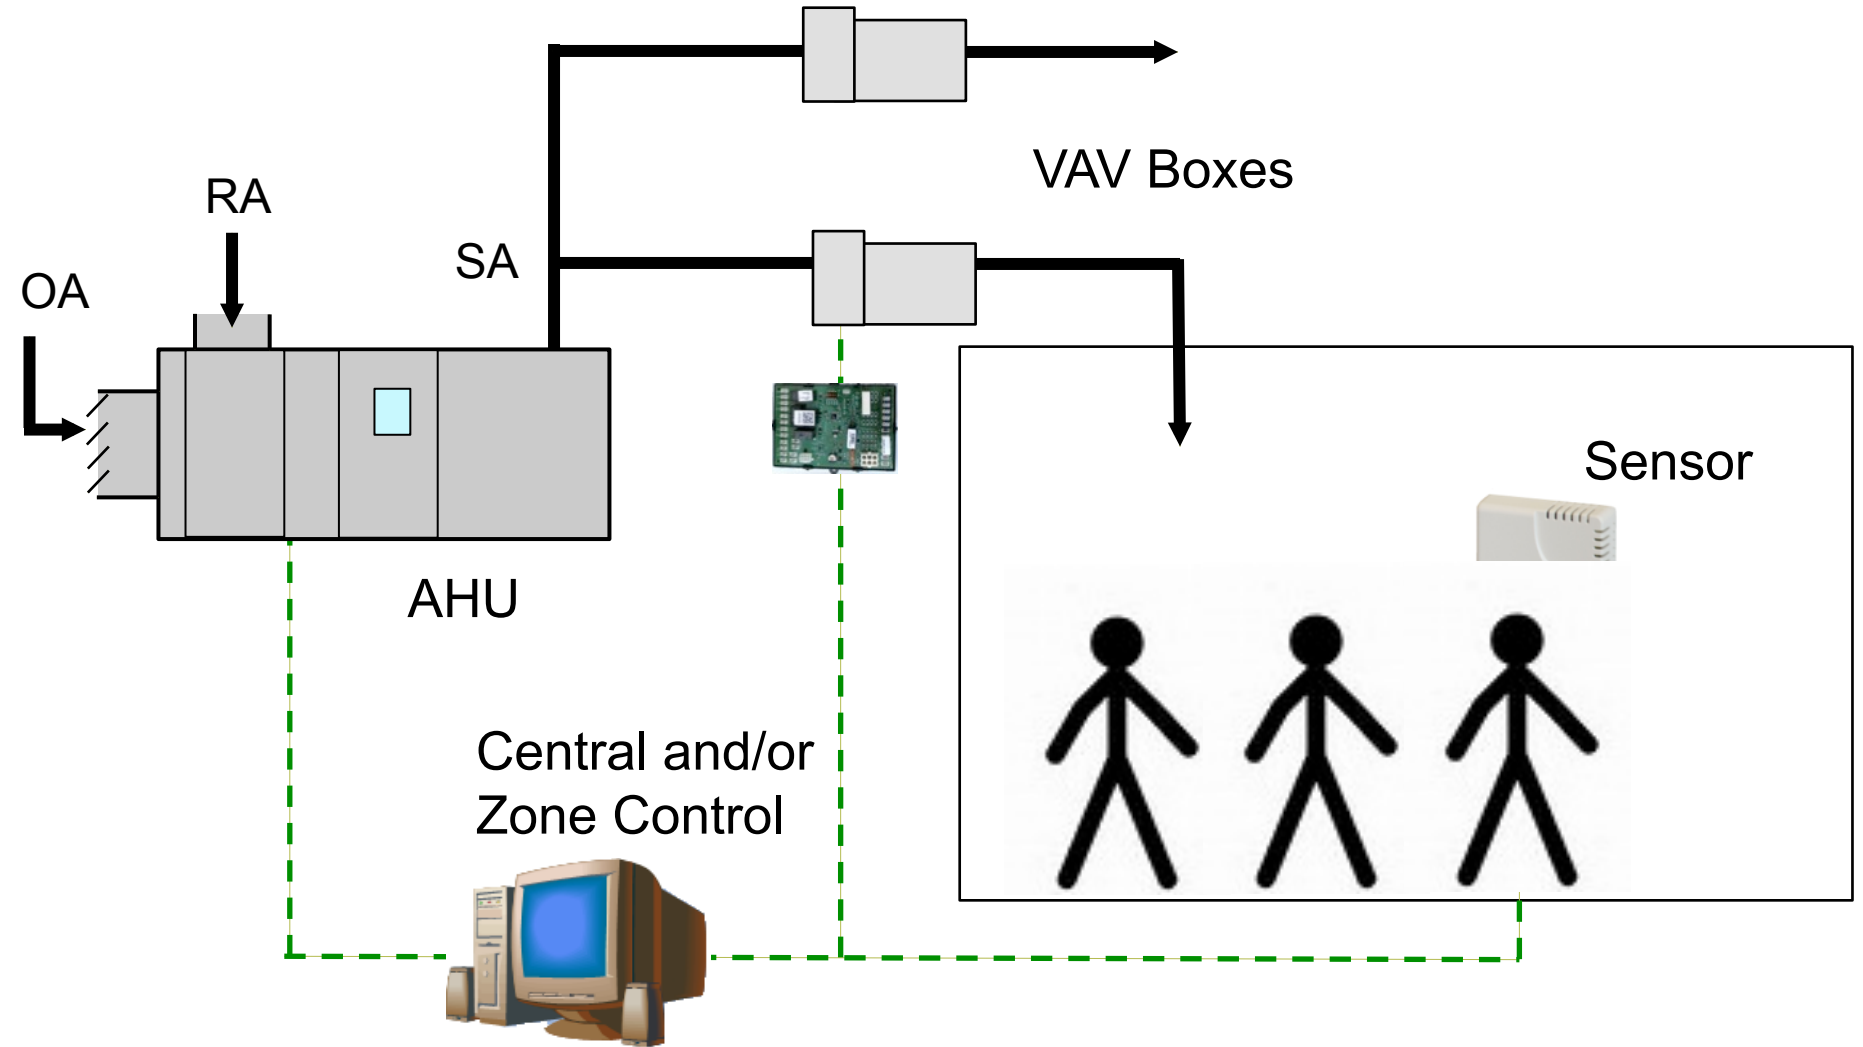 VAV Boxes
RA
SA
OA
Sensor
AHU
Central and/or
Zone Control